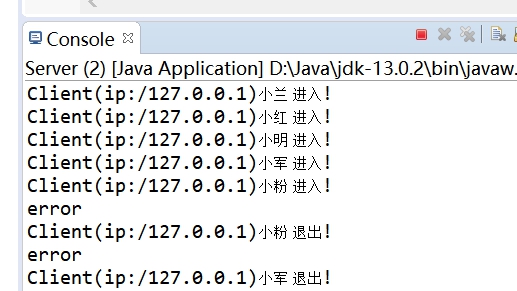 Console
Server (2) [Java Application] D:\Java\jdk-13.0.2\bin\javaw.
Client(ip:/127.0.0.1)小兰 进入!
Client(ip:/127.0.0.1)小红 进入!
Client(ip:/127.0.0.1)小明 进入!
Client(ip:/127.0.0.1)小军 进入!
Client(ip:/127.0.0.1)小粉 进入!
error
Client(ip:/127.0.0.1)小粉 退出!
error
Client(ip:/127.0.0.1)小军 退出!